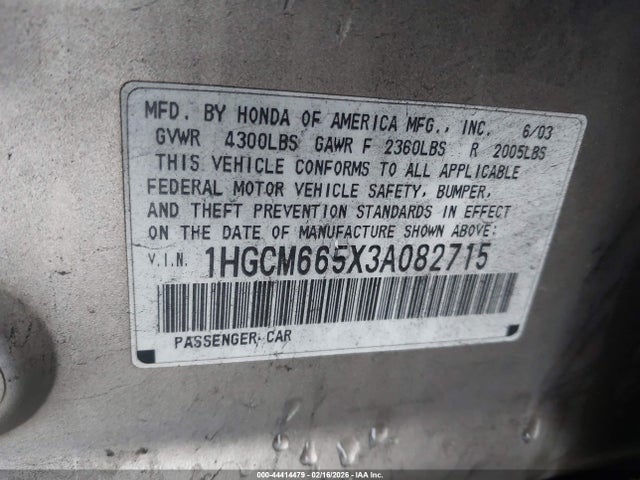 MFD. BY HONDA OF AMERICA MFG., INC. 6/03
GVWR 4300LBS GAWR F 2360LBS R 2005LBS
THIS VEHICLE CONFORMS TO ALL APPLICABLE
FEDERAL MOTOR VEHICLE SAFETY, BUMPER,
AND THEFT PREVENTION STANDARDS IN EFFECT
ON THE DATE OF MANUFACTURE SHOWN ABOVE:
V.I.N. 1HGCM665X3A082715
PASSENGER CAR
000-44414479 - 02/16/2026 - IAA.COM